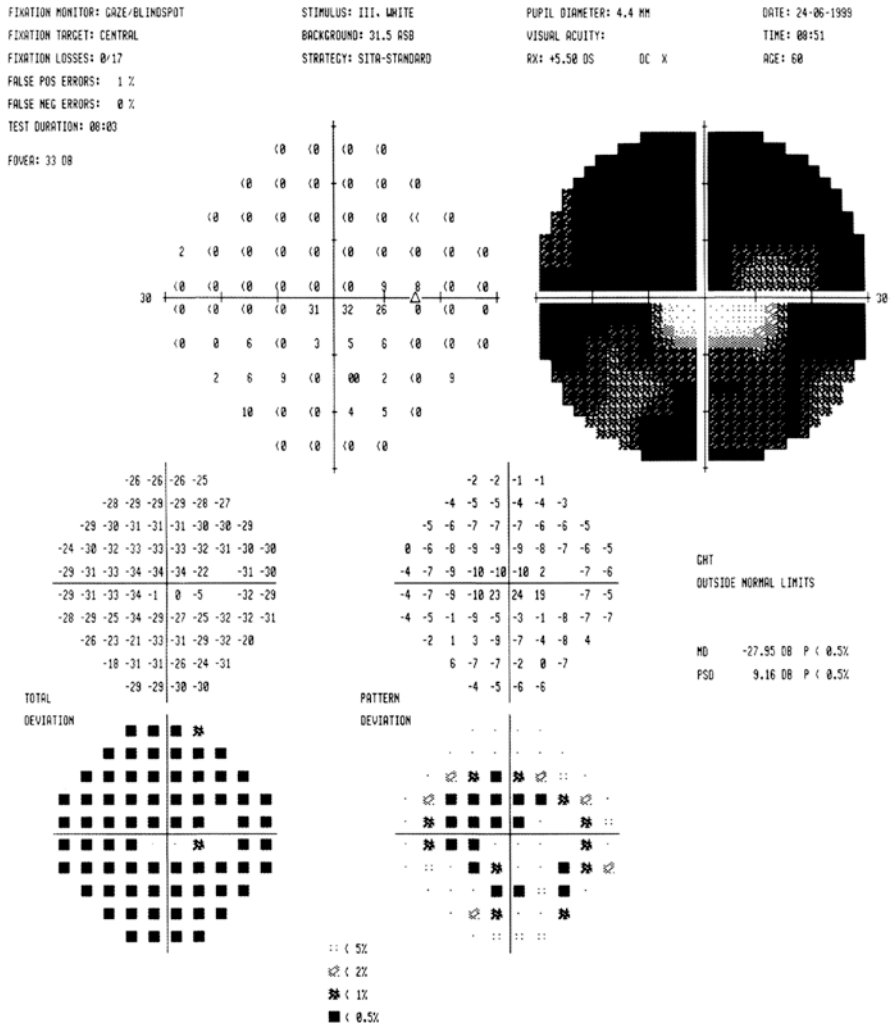 FIXATION MONITOR: GAZE/BLINDSPOT STIMULUS: III, WHITE PUPIL DIAMETER: 4.4 MM DATE: 24-06-1999
FIXATION TARGET: CENTRAL BACKGROUND: 31.5 ASB VISUAL ACUITY: TIME: 08:51
FIXATION LOSSES: 0/17 STRATEGY: SITA-STANDARD RX: +5.50 DS DC X AGE: 60
FALSE POS ERRORS: 1 %
FALSE NEG ERRORS: 0 %
TEST DURATION: 08:03
FOVEA: 33 DB
<0 <0 <0 <0
<0 <0 <0 <0 <0 <0
<0 <0 <0 <0 <0 <0 << <0
2 <0 <0 <0 <0 <0 <0 <0 <0 <0
<0 <0 <0 <0 <0 <0 9 8 <0 <0
30 30
<0 <0 <0 <0 31 32 26 0 <0 0
<0 0 6 <0 3 5 6 <0 <0 <0
2 6 9 <0 00 2 <0 9
10 <0 <0 4 5 <0
<0 <0 <0 <0
-26 -26 -26 -25 -2 -2 -1 -1
-28 -29 -29 -29 -28 -27 -4 -5 -5 -4 -4 -3
-29 -30 -31 -31 -31 -30 -30 -29 -5 -6 -7 -7 -7 -6 -6 -5
-24 -30 -32 -33 -33 -33 -32 -31 -30 -30 0 -6 -8 -9 -9 -9 -8 -7 -6 -5
-29 -31 -33 -34 -34 -34 -22 -31 -30 -4 -7 -9 -10 -10 -10 2 -7 -6
-29 -31 -33 -34 -1 0 -5 -32 -29 -4 -7 -9 -10 23 24 19 -7 -5
-28 -29 -25 -34 -29 -27 -25 -32 -32 -31 -4 -5 -1 -9 -5 -3 -1 -8 -7 -7
-26 -23 -21 -33 -31 -29 -32 -20 -2 1 3 -9 -7 -4 -8 4
-18 -31 -31 -26 -24 -31 6 -7 -7 -2 0 -7
-29 -29 -30 -30 -4 -5 -6 -6
GHT
OUTSIDE NORMAL LIMITS
MD -27.95 DB P < 0.5%
PSD 9.16 DB P < 0.5%
TOTAL
DEVIATION
PATTERN
DEVIATION
< 5%
< 2%
< 1%
< 0.5%